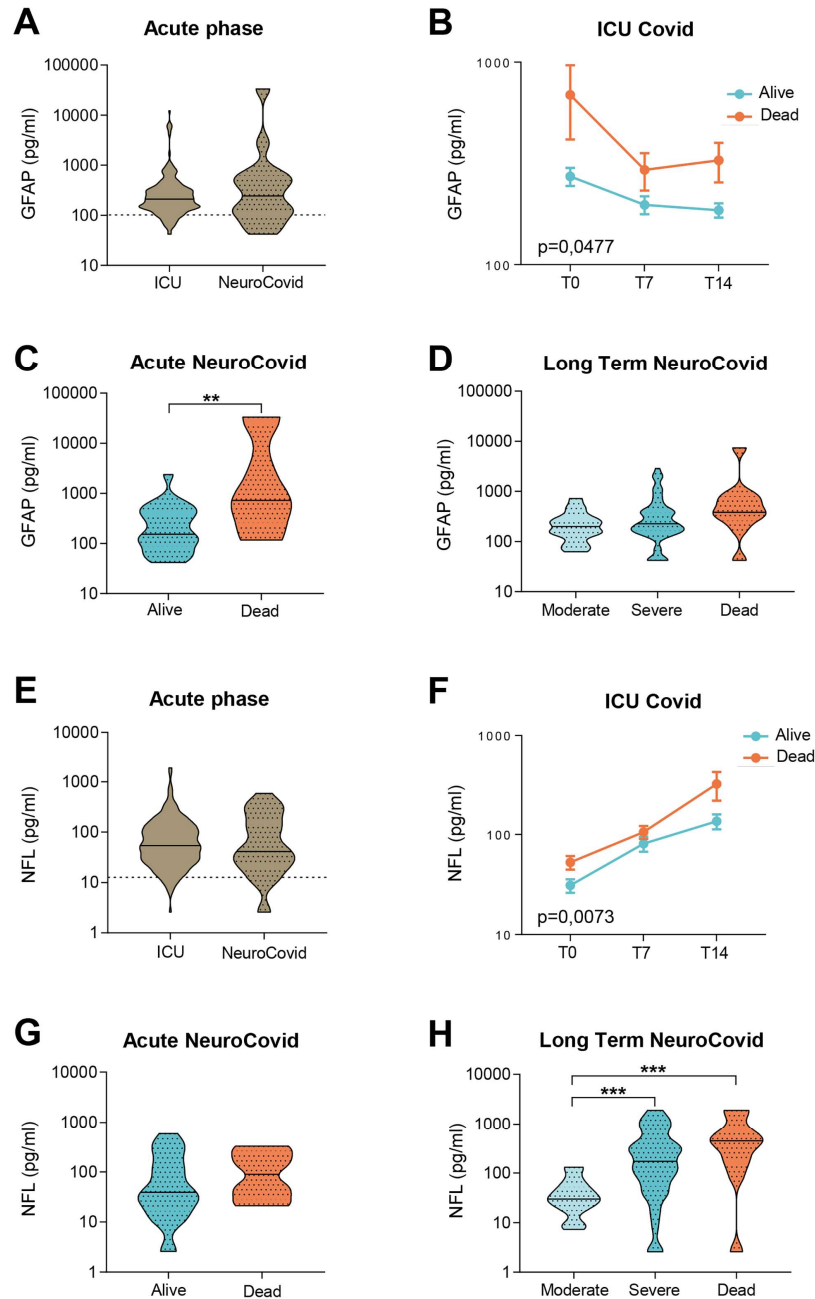 A
Acute phase
GFAP (pg/ml)
100000
10000
1000
100
10
ICU
NeuroCovid
B
ICU Covid
GFAP (pg/ml)
1000
100
Alive
Dead
p=0,0477
T0
T7
T14
C
Acute NeuroCovid
GFAP (pg/ml)
100000
10000
1000
100
10
**
Alive
Dead
D
Long Term NeuroCovid
GFAP (pg/ml)
100000
10000
1000
100
10
Moderate
Severe
Dead
E
Acute phase
NFL (pg/ml)
10000
1000
100
10
1
ICU
NeuroCovid
F
ICU Covid
NFL (pg/ml)
1000
100
10
Alive
Dead
p=0,0073
T0
T7
T14
G
Acute NeuroCovid
NFL (pg/ml)
10000
1000
100
10
1
Alive
Dead
H
Long Term NeuroCovid
NFL (pg/ml)
10000
1000
100
10
1
***
***
Moderate
Severe
Dead